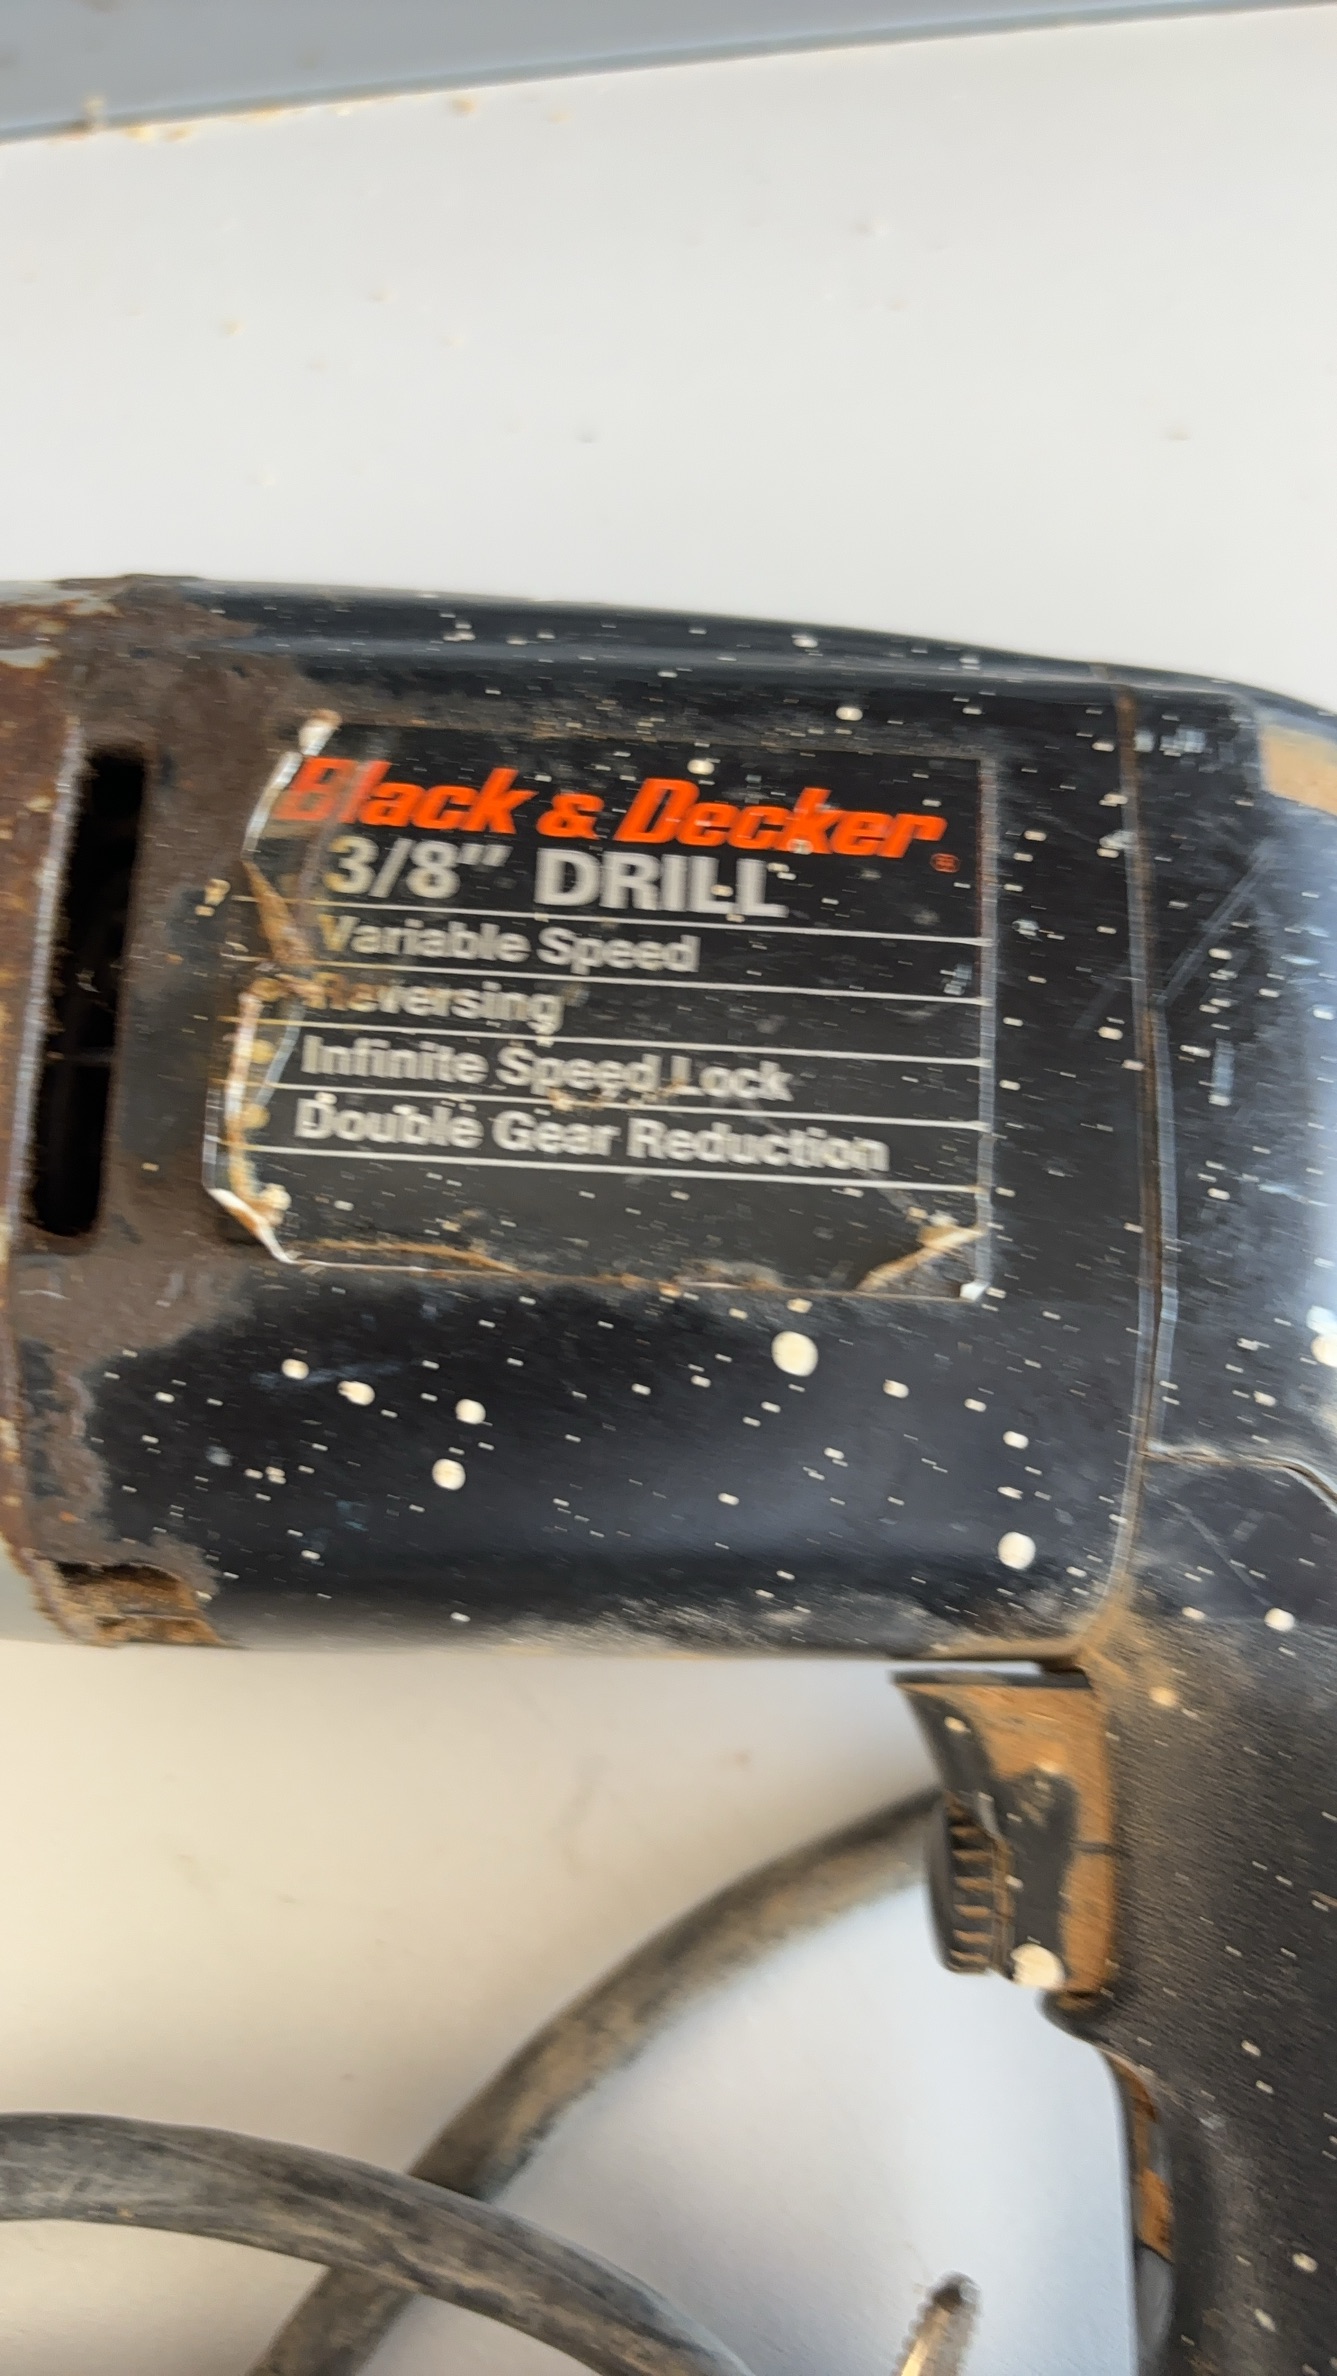 Black & Decker®
3/8" DRILL
Variable Speed
Reversing
Infinite Speed Lock
Double Gear Reduction